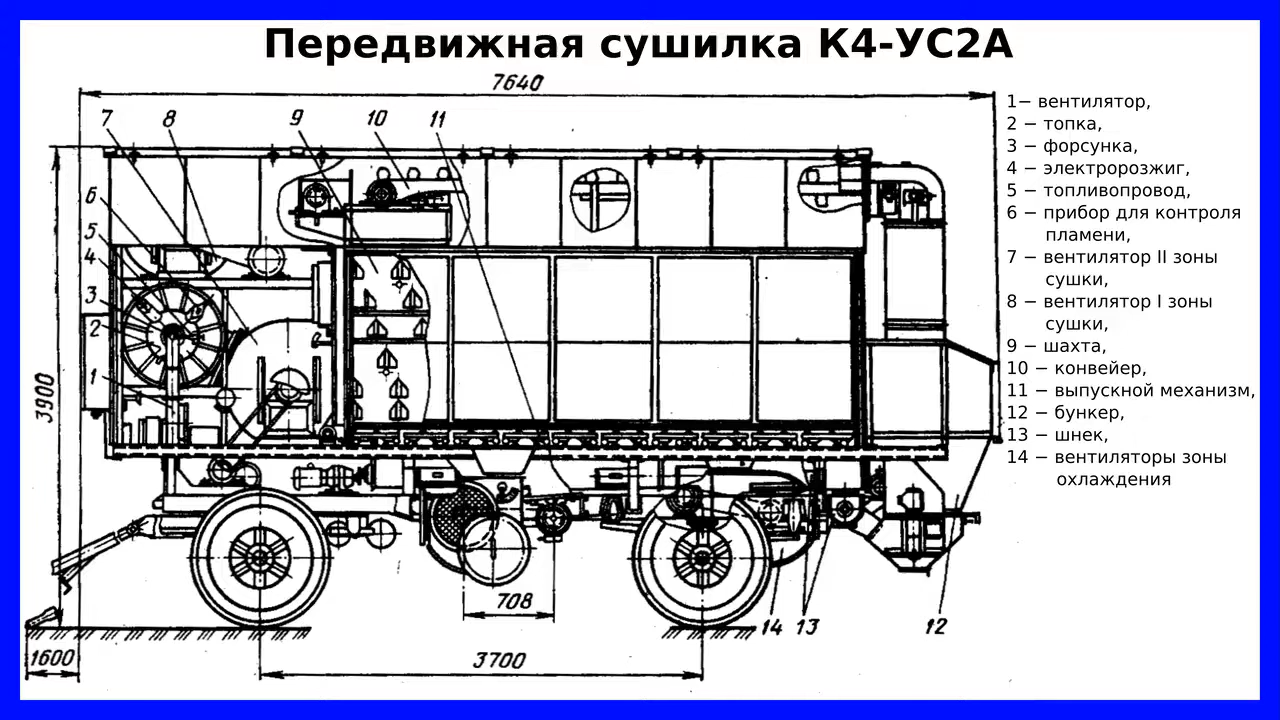 Передвижная сушилка К4-УС2А
7640
7 8 9 10 11
6
5
4
3
2
1
3900
1600
708
3700
14 13 12
1− вентилятор,
2 − топка,
3 − форсунка,
4 − электророзжиг,
5 − топливопровод,
6 − прибор для контроля
пламени,
7 − вентилятор II зоны
сушки,
8 − вентилятор I зоны
сушки,
9 − шахта,
10 − конвейер,
11 − выпускной механизм,
12 − бункер,
13 − шнек,
14 − вентиляторы зоны
охлаждения